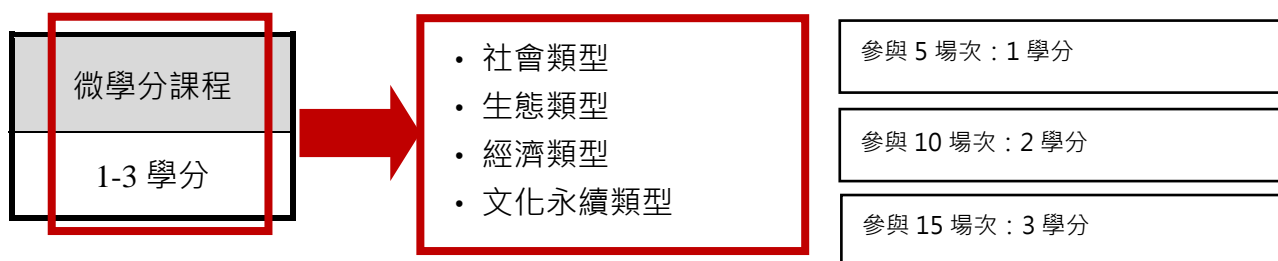 微學分課程
1-3 學分
• 社會類型
• 生態類型
• 經濟類型
• 文化永續類型
參與 5 場次：1 學分
參與 10 場次：2 學分
參與 15 場次：3 學分